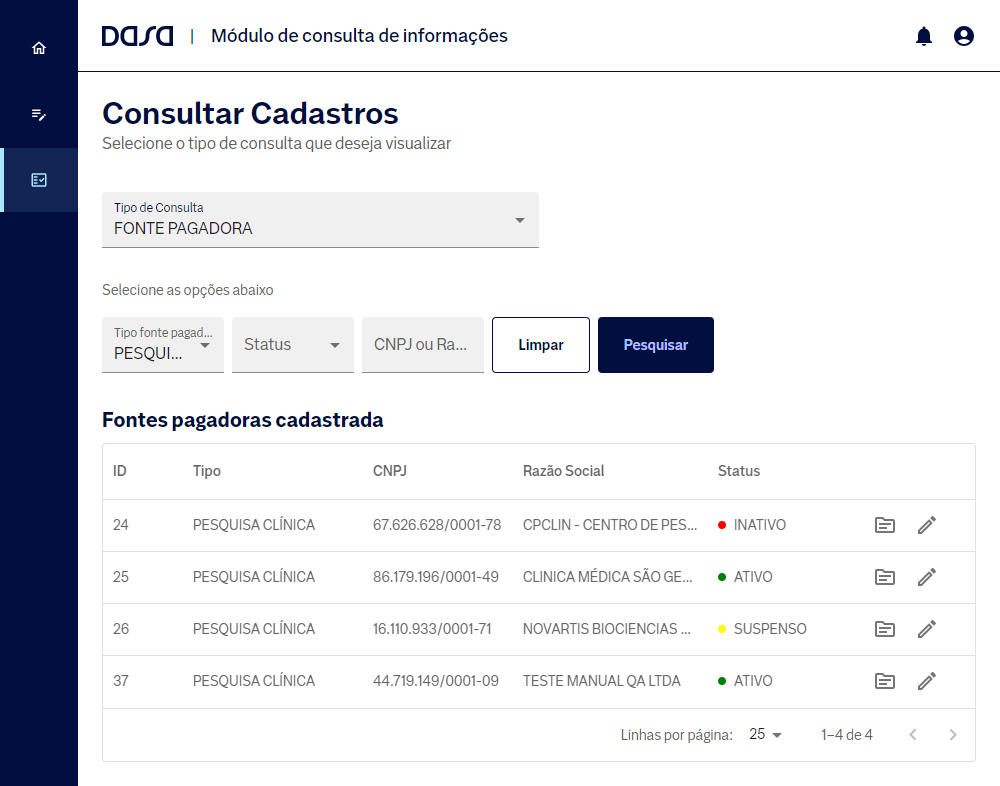 DASA | Módulo de consulta de informações
Consultar Cadastros
Selecione o tipo de consulta que deseja visualizar
Tipo de Consulta
FONTE PAGADORA
Selecione as opções abaixo
Tipo fonte pagad...
PESQUI...
Status
CNPJ ou Ra...
Limpar
Pesquisar
Fontes pagadoras cadastrada
ID Tipo CNPJ Razão Social Status
24 PESQUISA CLÍNICA 67.626.628/0001-78 CPCLIN - CENTRO DE PES... INATIVO
25 PESQUISA CLÍNICA 86.179.196/0001-49 CLINICA MÉDICA SÃO GE... ATIVO
26 PESQUISA CLÍNICA 16.110.933/0001-71 NOVARTIS BIOCIENCIAS ... SUSPENSO
37 PESQUISA CLÍNICA 44.719.149/0001-09 TESTE MANUAL QA LTDA ATIVO
Linhas por página: 25 1–4 de 4